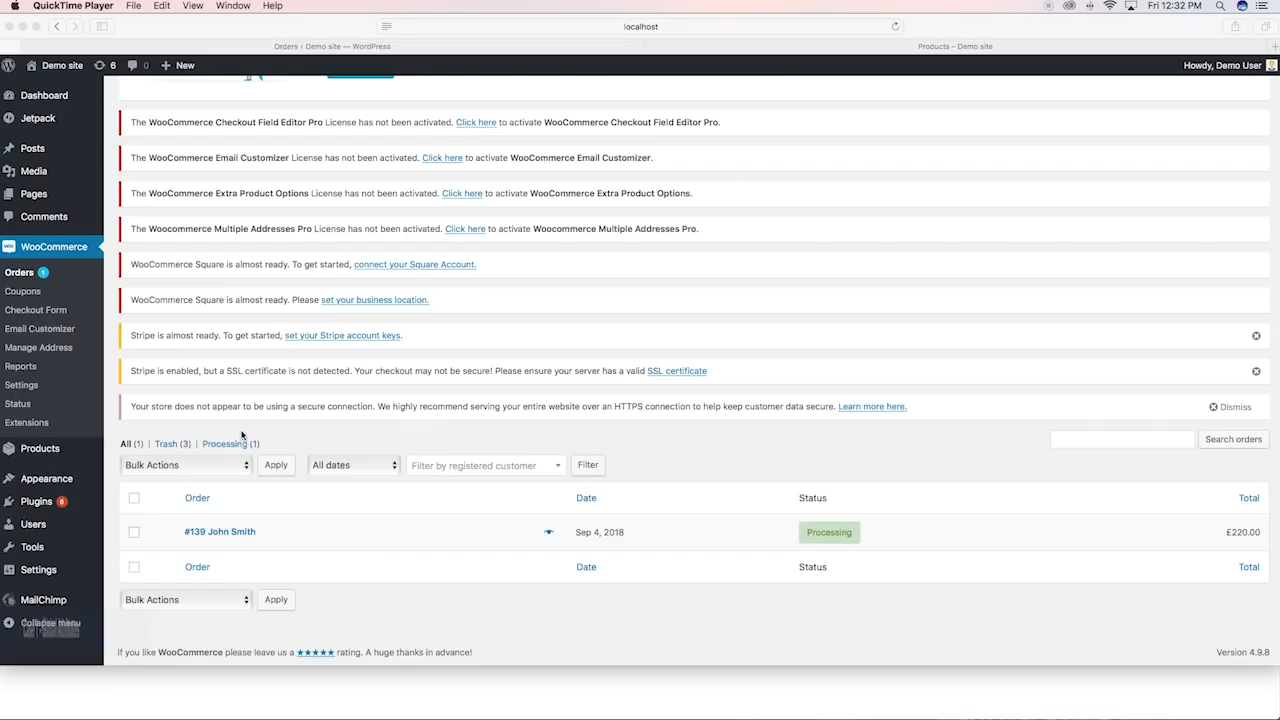 QuickTime Player File Edit View Window Help Fri 12:32 PM
localhost
Orders ‹ Demo site — WordPress Products – Demo site
Demo site 6 0 + New Howdy, Demo User
Dashboard
Jetpack
Posts
Media
Pages
Comments
WooCommerce
Orders 1
Coupons
Checkout Form
Email Customizer
Manage Address
Reports
Settings
Status
Extensions
Products
Appearance
Plugins 6
Users
Tools
Settings
MailChimp
Collapse menu
The WooCommerce Checkout Field Editor Pro License has not been activated. Click here to activate WooCommerce Checkout Field Editor Pro.
The WooCommerce Email Customizer License has not been activated. Click here to activate WooCommerce Email Customizer.
The WooCommerce Extra Product Options License has not been activated. Click here to activate WooCommerce Extra Product Options.
The Woocommerce Multiple Addresses Pro License has not been activated. Click here to activate Woocommerce Multiple Addresses Pro.
WooCommerce Square is almost ready. To get started, connect your Square Account.
WooCommerce Square is almost ready. Please set your business location.
Stripe is almost ready. To get started, set your Stripe account keys.
Stripe is enabled, but a SSL certificate is not detected. Your checkout may not be secure! Please ensure your server has a valid SSL certificate
Your store does not appear to be using a secure connection. We highly recommend serving your entire website over an HTTPS connection to help keep customer data secure. Learn more here. Dismiss
All (1) | Trash (3) | Processing (1) Search orders
Bulk Actions Apply All dates Filter by registered customer Filter
Order Date Status Total
#139 John Smith Sep 4, 2018 Processing £220.00
Order Date Status Total
Bulk Actions Apply
If you like WooCommerce please leave us a ★★★★★ rating. A huge thanks in advance! Version 4.9.8